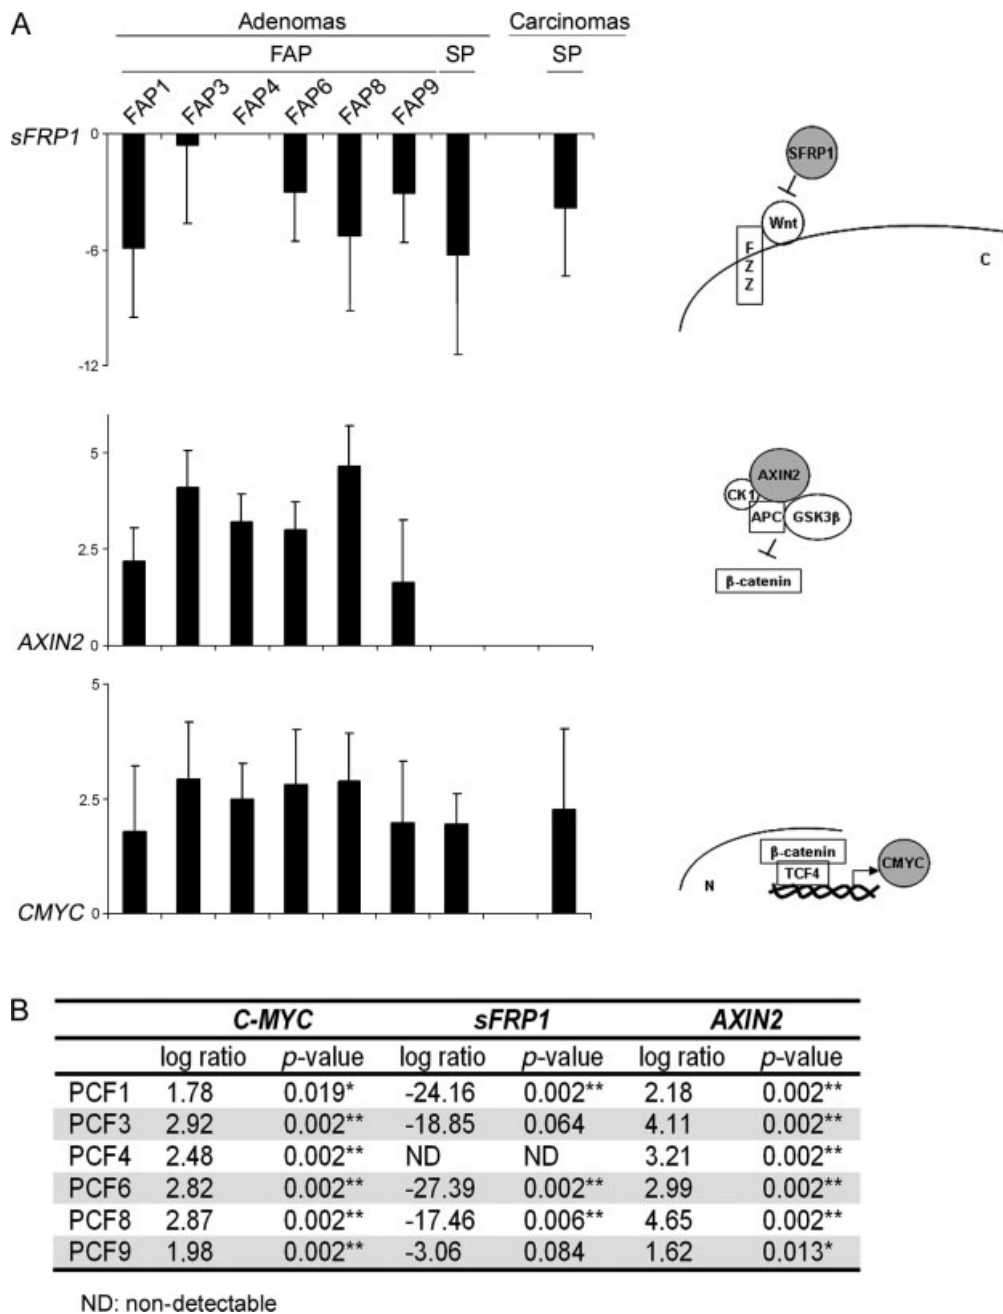 A
Adenomas Carcinomas
FAP SP SP
FAP1 FAP3 FAP4 FAP6 FAP8 FAP9
sFRP1 0
-6
-12
SFRP1
Wnt
F
Z
Z
C
5
2.5
AXIN2 0
AXIN2
CK1
APC GSK3β
β-catenin
5
2.5
CMYC 0
β-catenin
TCF4
CMYC
N
B
C-MYC sFRP1 AXIN2
log ratio p-value log ratio p-value log ratio p-value
PCF1 1.78 0.019* -24.16 0.002** 2.18 0.002**
PCF3 2.92 0.002** -18.85 0.064 4.11 0.002**
PCF4 2.48 0.002** ND ND 3.21 0.002**
PCF6 2.82 0.002** -27.39 0.002** 2.99 0.002**
PCF8 2.87 0.002** -17.46 0.006** 4.65 0.002**
PCF9 1.98 0.002** -3.06 0.084 1.62 0.013*
ND: non-detectable